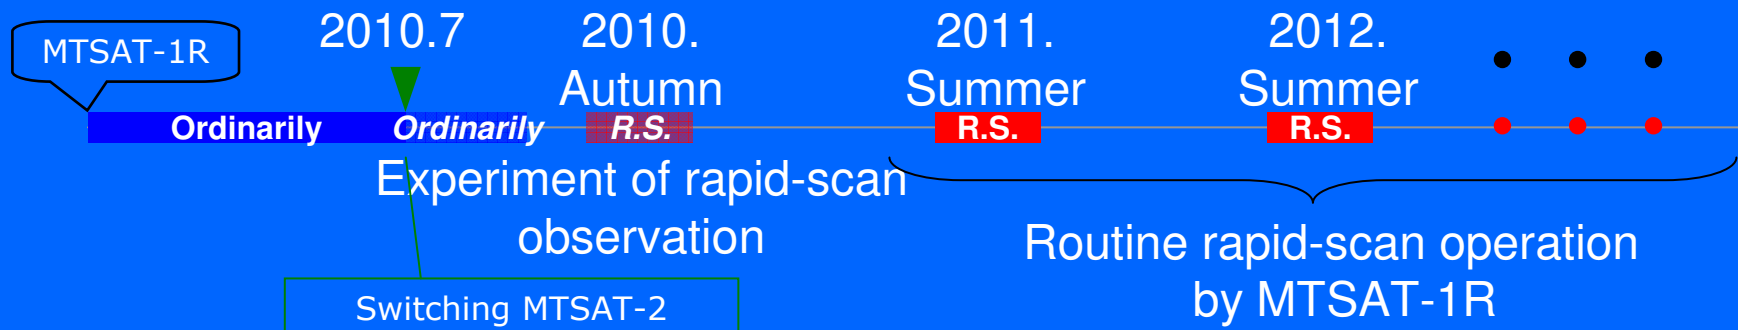 MTSAT-1R
2010.7
2010.
Autumn
2011.
Summer
2012.
Summer
Ordinarily
Ordinarily
R.S.
R.S.
R.S.
Experiment of rapid-scan
observation
Routine rapid-scan operation
by MTSAT-1R
Switching MTSAT-2